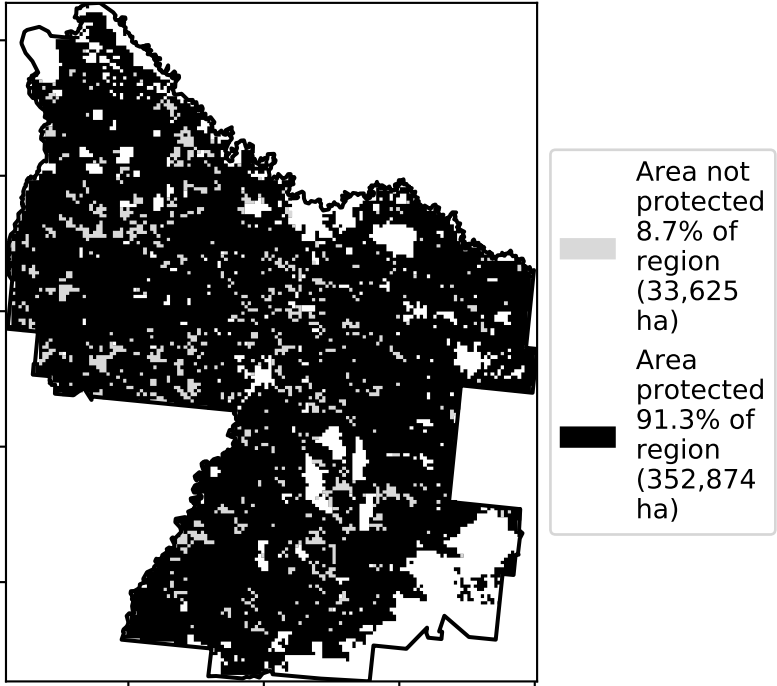 Area not
protected
8.7% of
region
(33,625
ha)
Area
protected
91.3% of
region
(352,874
ha)